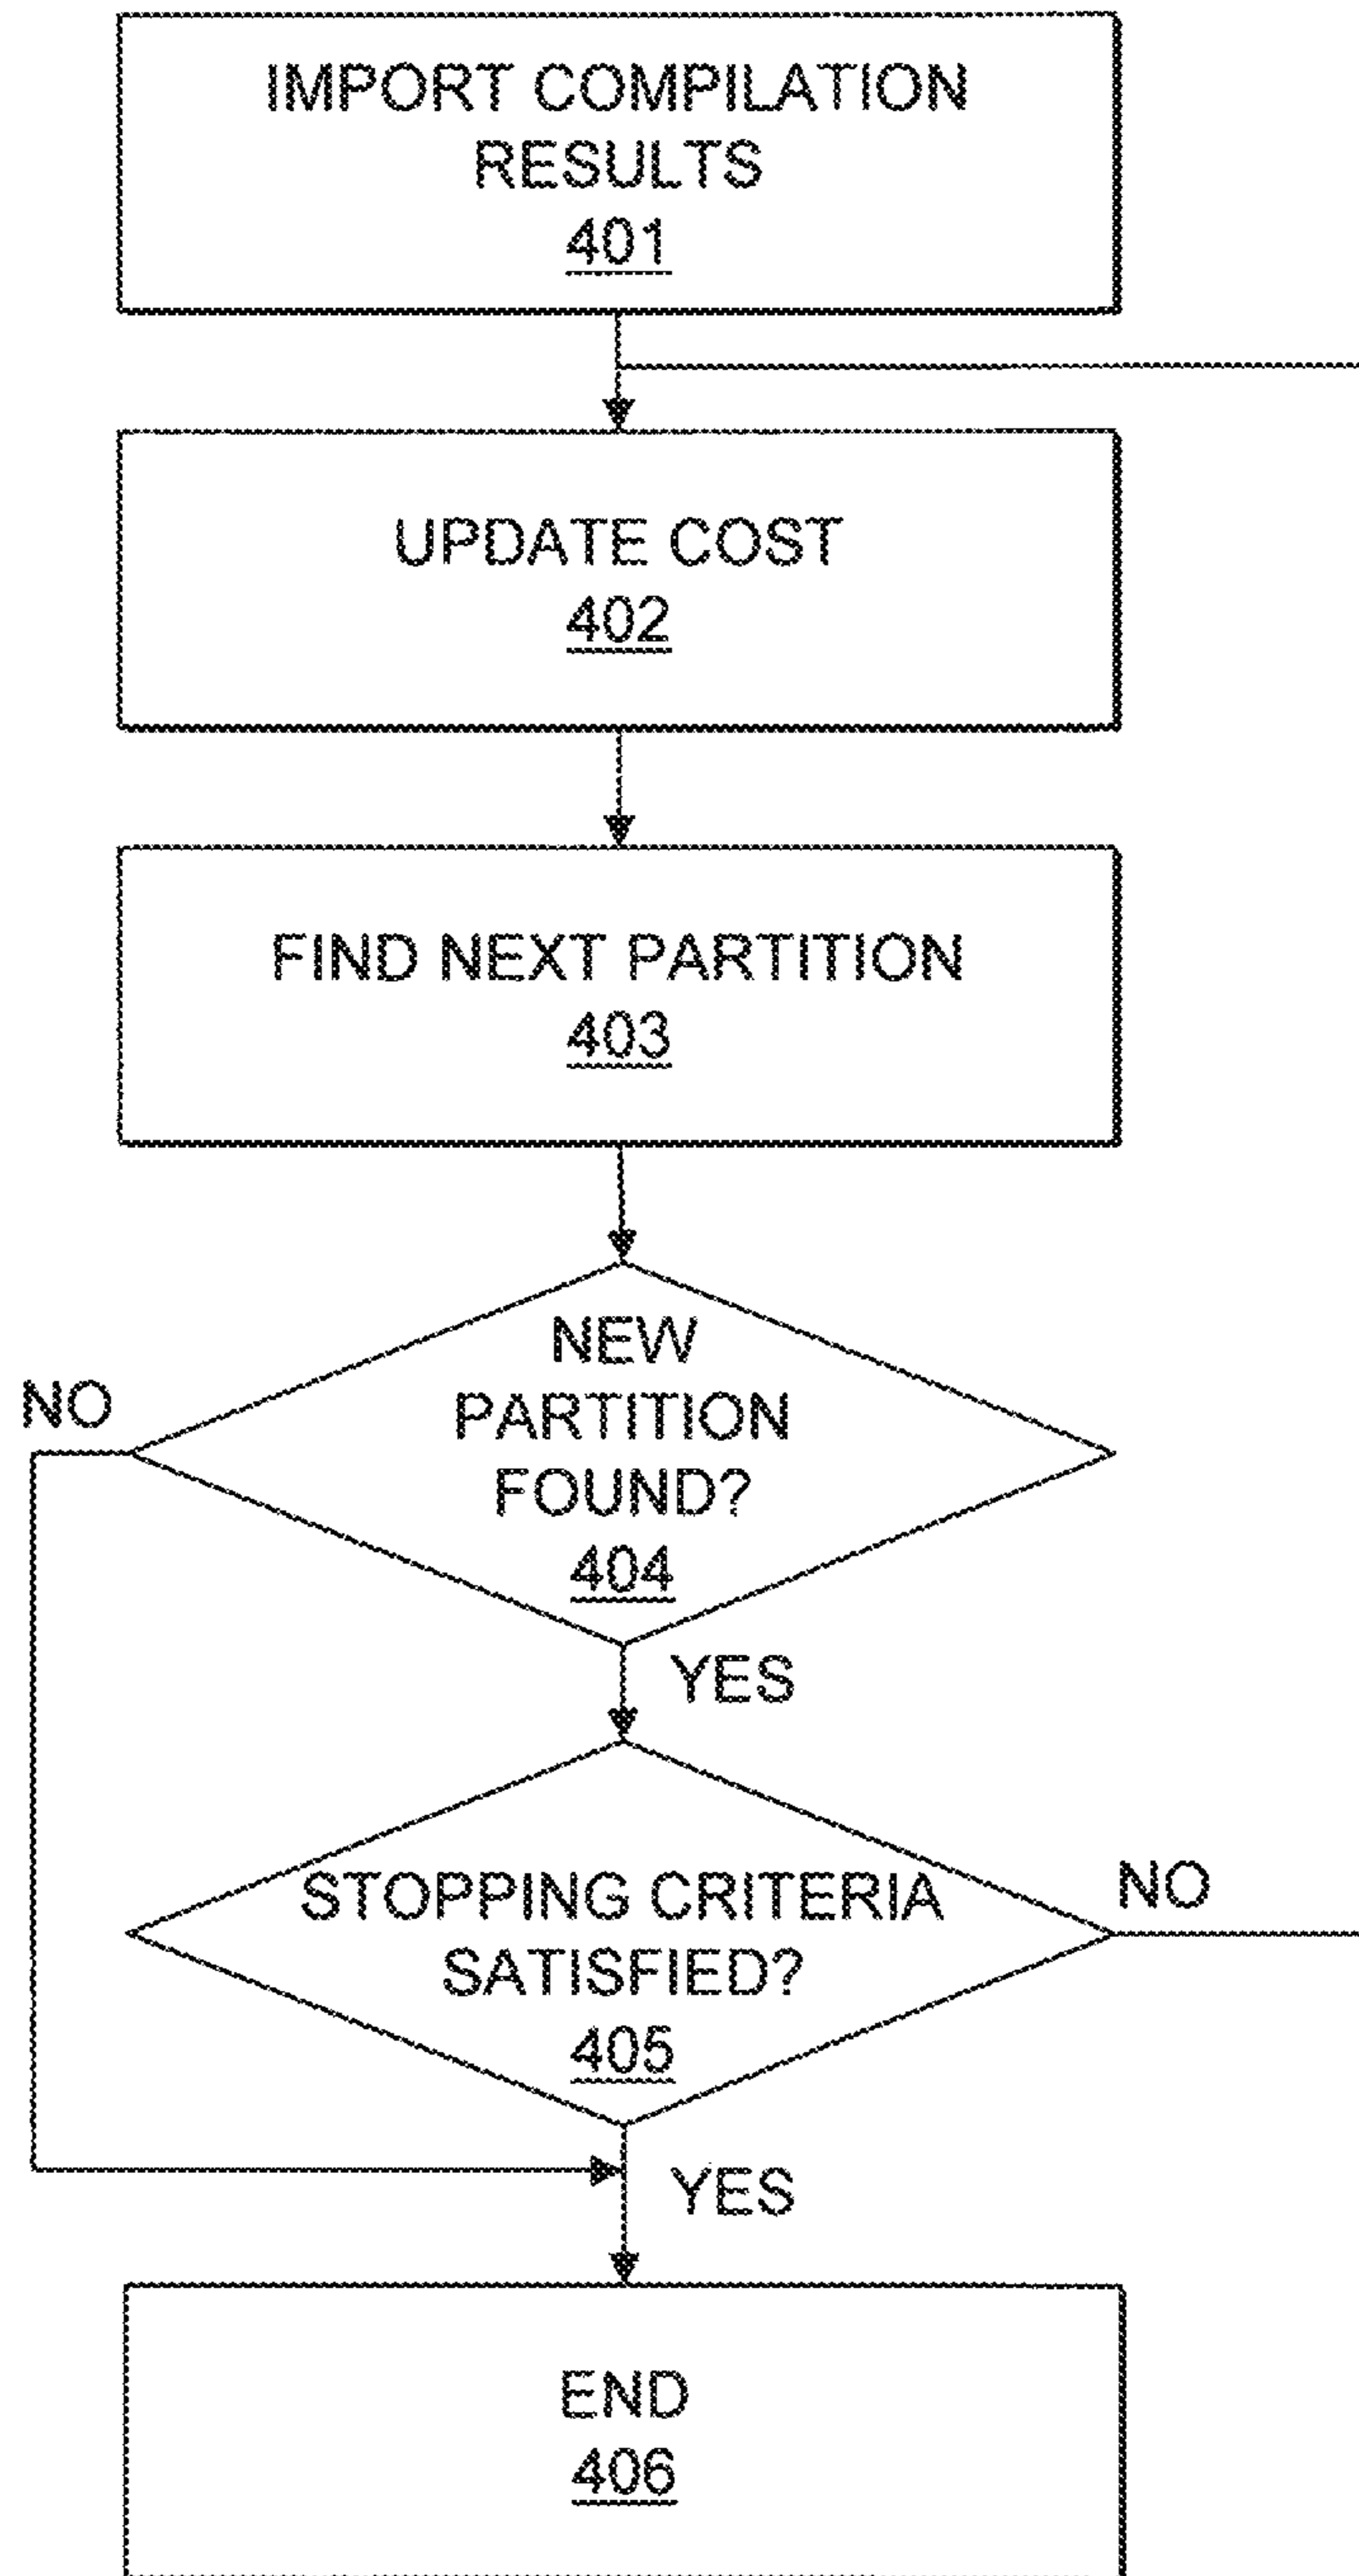 IMPORT COMPILATION
RESULTS
401
UPDATE COST
402
FIND NEXT PARTITION
403
NEW
PARTITION
FOUND?
404
NO
YES
STOPPING CRITERIA
SATISFIED?
405
NO
YES
END
406